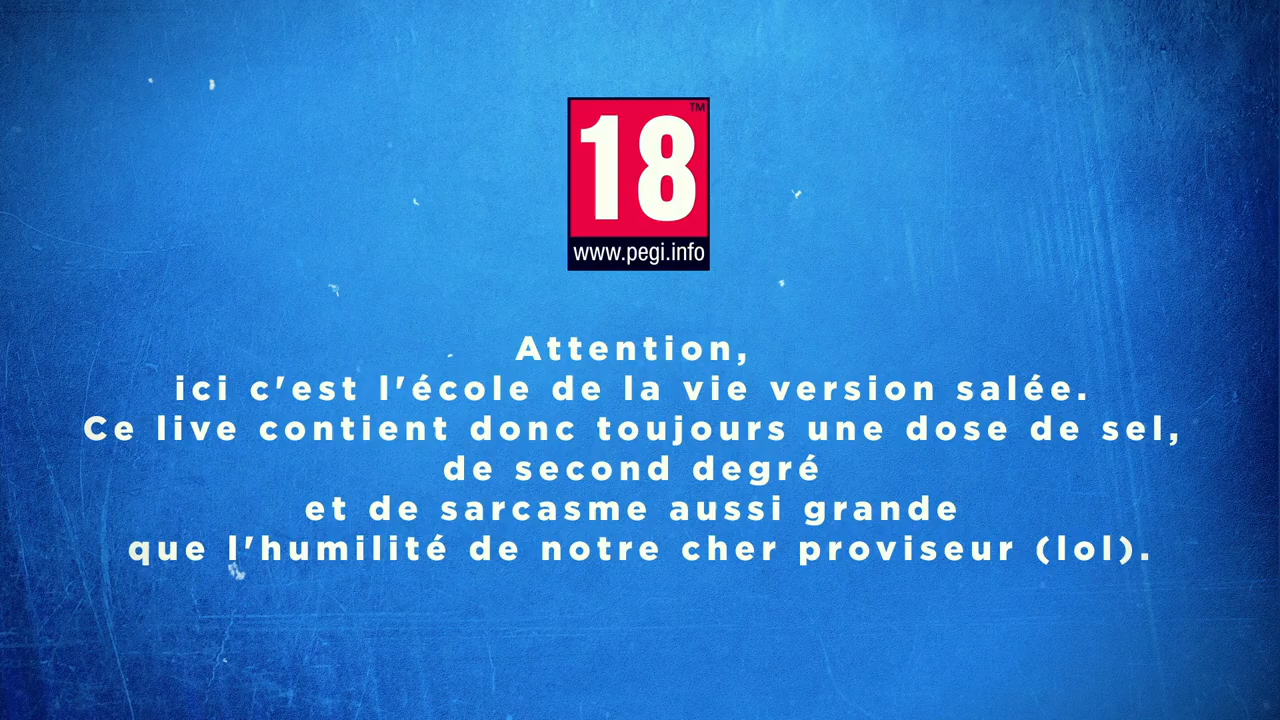 TM
18
www.pegi.info
Attention,
ici c'est l'école de la vie version salée.
Ce live contient donc toujours une dose de sel,
de second degré
et de sarcasme aussi grande
que l'humilité de notre cher proviseur (lol).